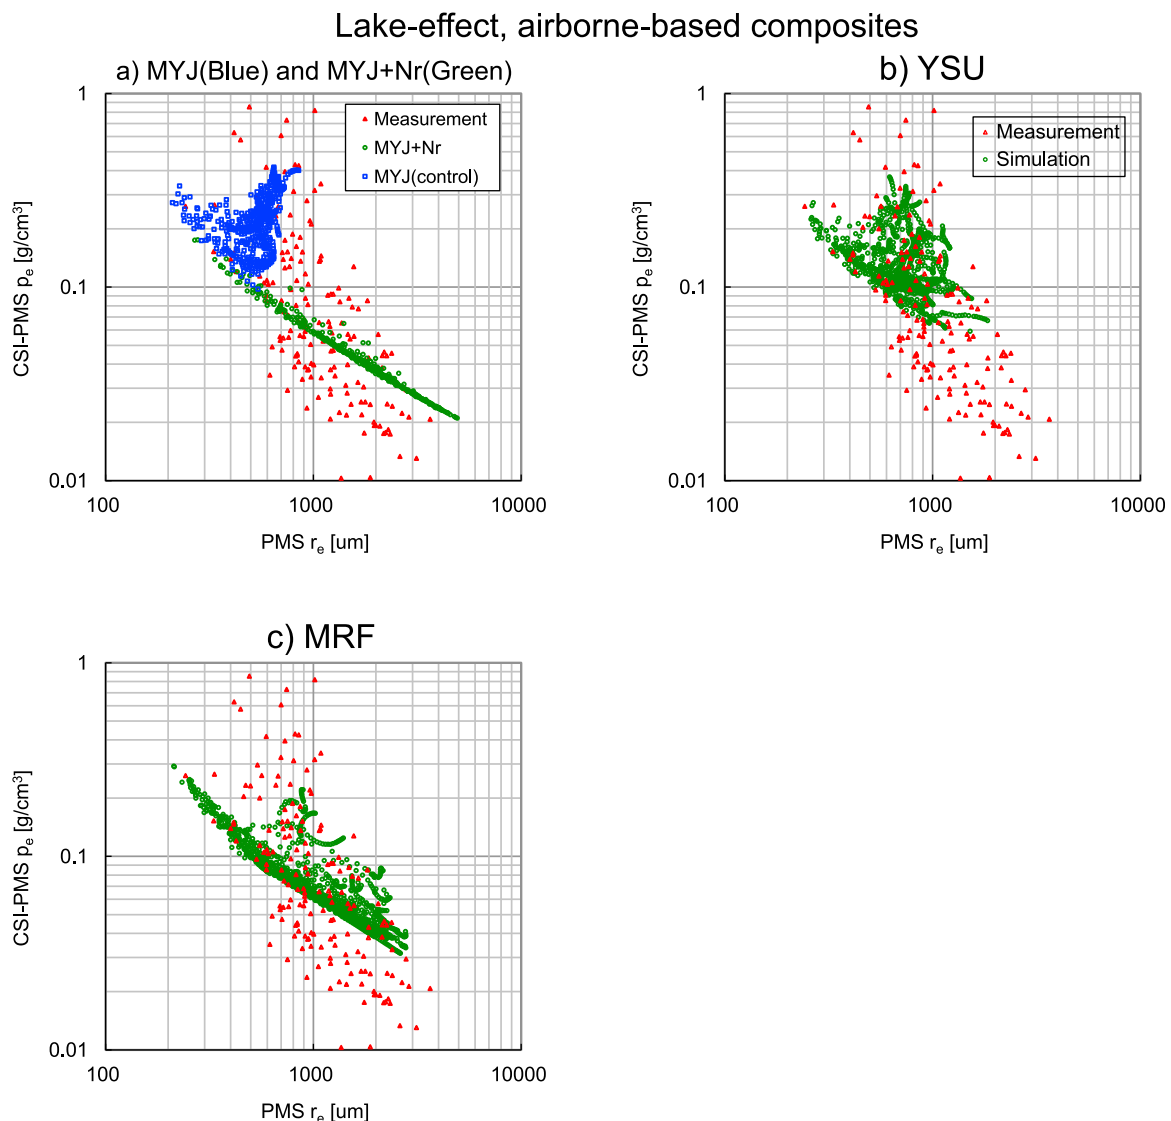 Lake-effect, airborne-based composites
a) MYJ(Blue) and MYJ+Nr(Green)
1
0.1
0.01
100
1000
10000
CSI-PMS pₑ [g/cm³]
PMS rₑ [um]
Measurement
MYJ+Nr
MYJ(control)
b) YSU
1
0.1
0.01
100
1000
10000
CSI-PMS pₑ [g/cm³]
PMS rₑ [um]
Measurement
Simulation
c) MRF
1
0.1
0.01
100
1000
10000
CSI-PMS pₑ [g/cm³]
PMS rₑ [um]